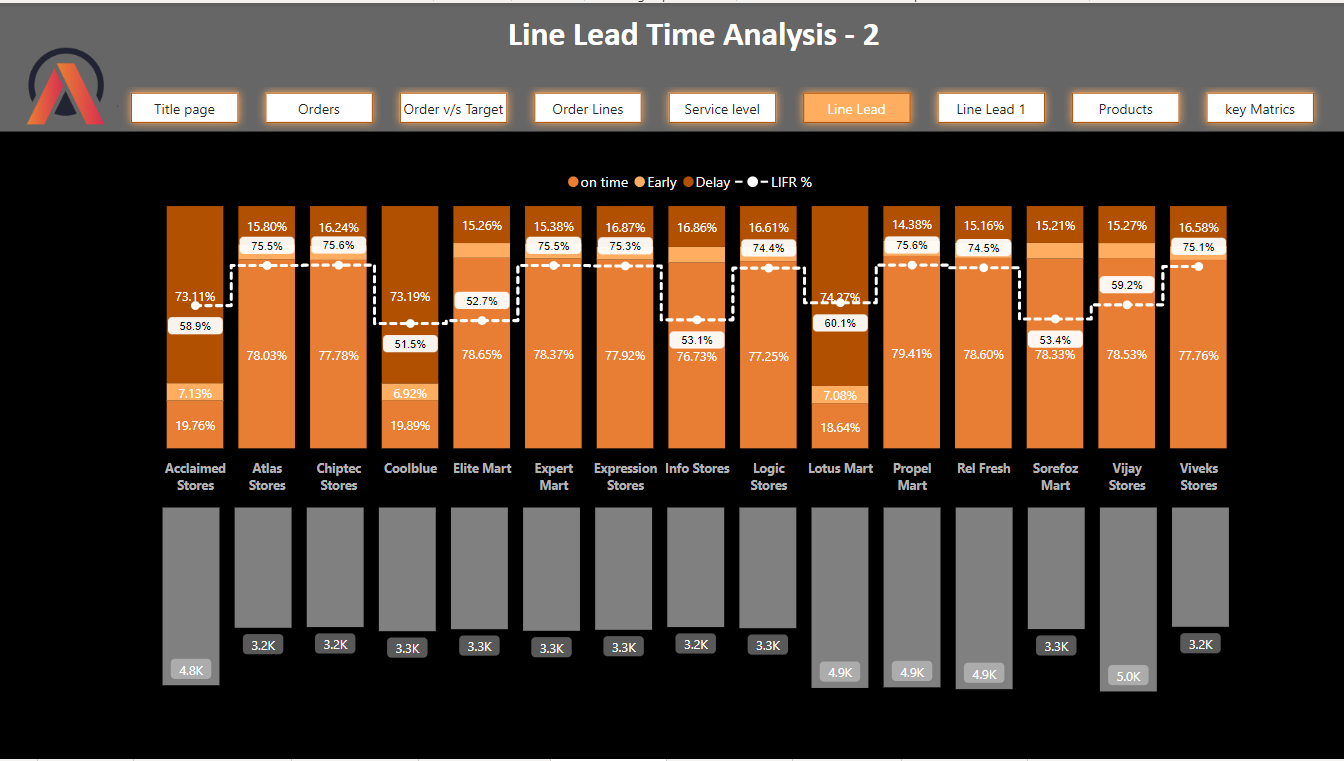 Line Lead Time Analysis - 2
Title page
Orders
Order v/s Target
Order Lines
Service level
Line Lead
Line Lead 1
Products
key Matrics
on time Early Delay LIFR %
73.11% 15.80% 16.24% 73.19% 15.26% 15.38% 16.87% 16.86% 16.61% 74.27% 14.38% 15.16% 15.21% 15.27% 16.58%
58.9% 75.5% 75.6% 51.5% 52.7% 75.5% 75.3% 53.1% 74.4% 60.1% 75.6% 74.5% 53.4% 59.2% 75.1%
7.13% 6.92% 7.08%
19.76% 78.03% 77.78% 19.89% 78.65% 78.37% 77.92% 76.73% 77.25% 18.64% 79.41% 78.60% 78.33% 78.53% 77.76%
Acclaimed
Stores
Atlas
Stores
Chiptec
Stores
Coolblue
Elite Mart
Expert
Mart
Expression
Stores
Info Stores
Logic
Stores
Lotus Mart
Propel
Mart
Rel Fresh
Sorefoz
Mart
Vijay
Stores
Viveks
Stores
4.8K 3.2K 3.2K 3.3K 3.3K 3.3K 3.3K 3.2K 3.3K 4.9K 4.9K 4.9K 3.3K 5.0K 3.2K